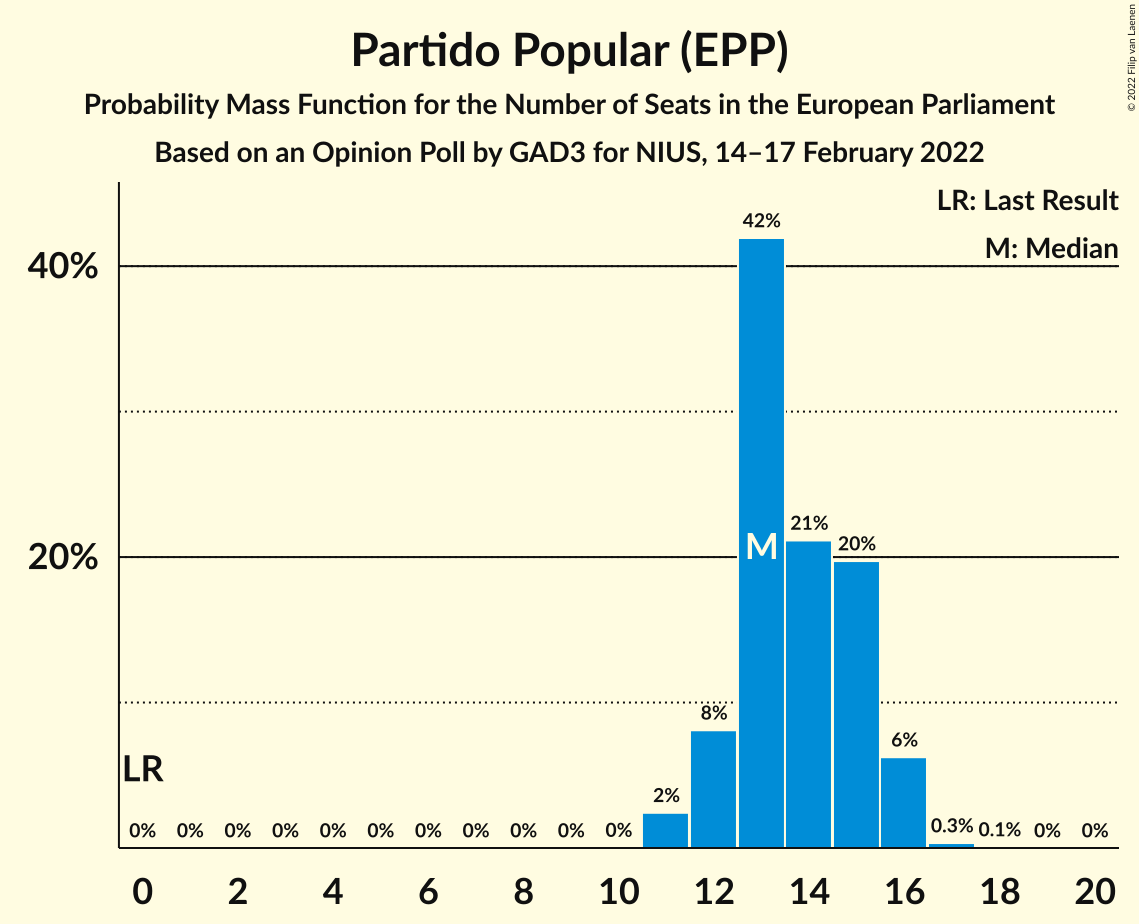 Partido Popular (EPP)
Probability Mass Function for the Number of Seats in the European Parliament
Based on an Opinion Poll by GAD3 for NIUS, 14–17 February 2022
© 2022 Filip van Laenen
LR: Last Result
M: Median
40%
20%
42%
21%
20%
M
8%
6%
2%
LR
0% 0% 0% 0% 0% 0% 0% 0% 0% 0% 0% 0.3% 0.1% 0% 0%
0 2 4 6 8 10 12 14 16 18 20